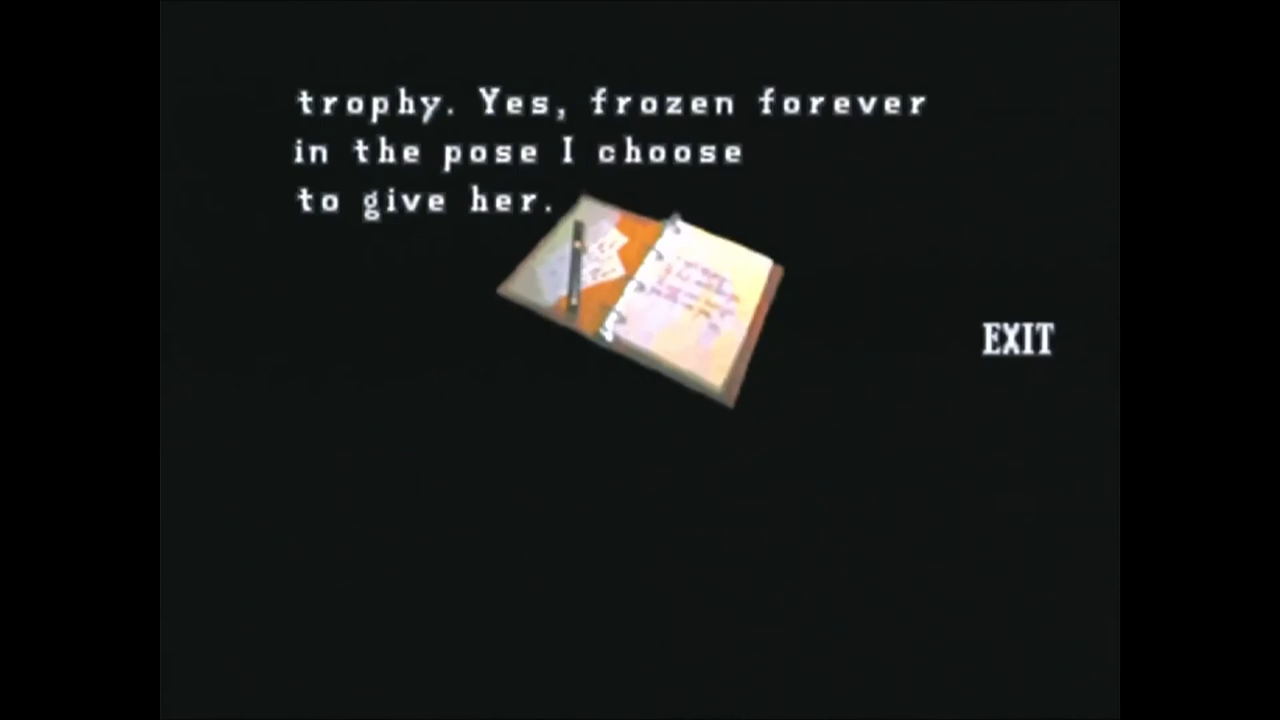 trophy. Yes, frozen forever
in the pose I choose
to give her.
EXIT